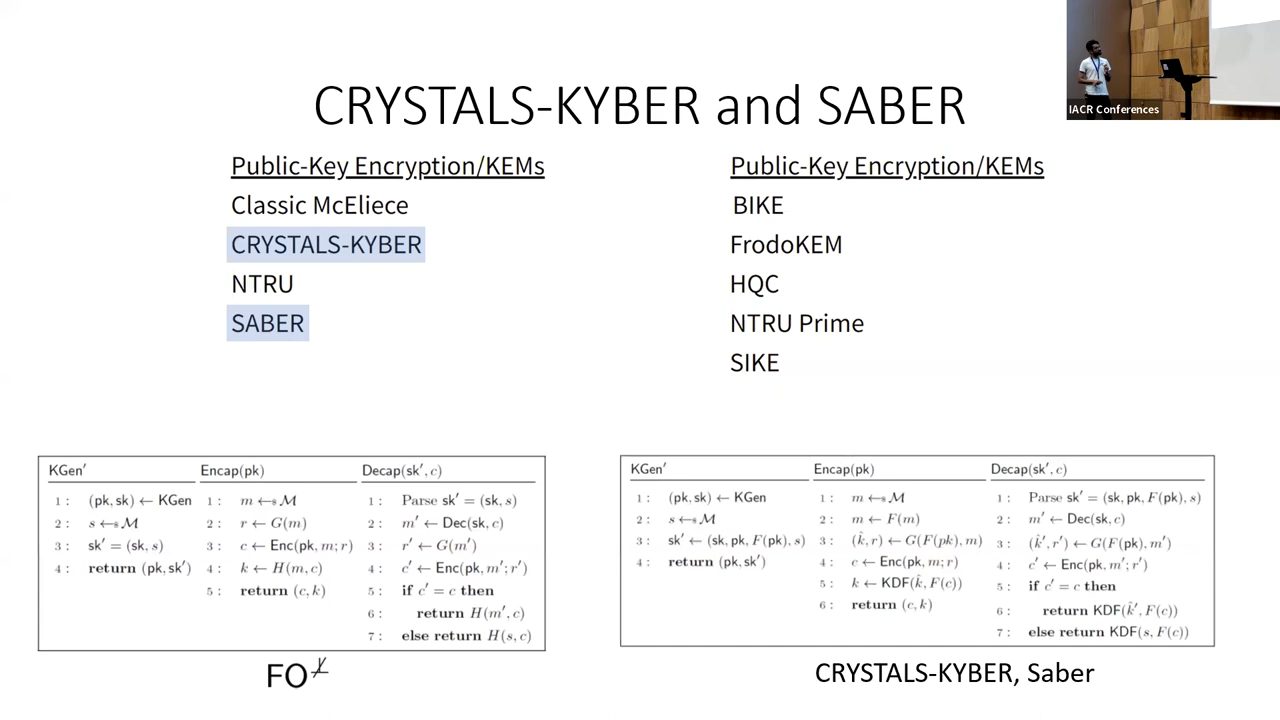 IACR Conferences
CRYSTALS-KYBER and SABER
Public-Key Encryption/KEMs
Classic McEliece
CRYSTALS-KYBER
NTRU
SABER
Public-Key Encryption/KEMs
BIKE
FrodoKEM
HQC
NTRU Prime
SIKE
KGen′
1 : (pk, sk) ← KGen
2 : s ←$ M
3 : sk′ = (sk, s)
4 : return (pk, sk′)
Encap(pk)
1 : m ←$ M
2 : r ← G(m)
3 : c ← Enc(pk, m; r)
4 : k ← H(m, c)
5 : return (c, k)
Decap(sk′, c)
1 : Parse sk′ = (sk, s)
2 : m′ ← Dec(sk, c)
3 : r′ ← G(m′)
4 : c′ ← Enc(pk, m′; r′)
5 : if c′ = c then
6 : return H(m′, c)
7 : else return H(s, c)
FO⊥̸
KGen′
1 : (pk, sk) ← KGen
2 : s ←$ M
3 : sk′ ← (sk, pk, F(pk), s)
4 : return (pk, sk′)
Encap(pk)
1 : m ←$ M
2 : m ← F(m)
3 : (k̂, r) ← G(F(pk), m)
4 : c ← Enc(pk, m; r)
5 : k ← KDF(k̂, F(c))
6 : return (c, k)
Decap(sk′, c)
1 : Parse sk′ = (sk, pk, F(pk), s)
2 : m′ ← Dec(sk, c)
3 : (k̂′, r′) ← G(F(pk), m′)
4 : c′ ← Enc(pk, m′; r′)
5 : if c′ = c then
6 : return KDF(k̂′, F(c))
7 : else return KDF(s, F(c))
CRYSTALS-KYBER, Saber